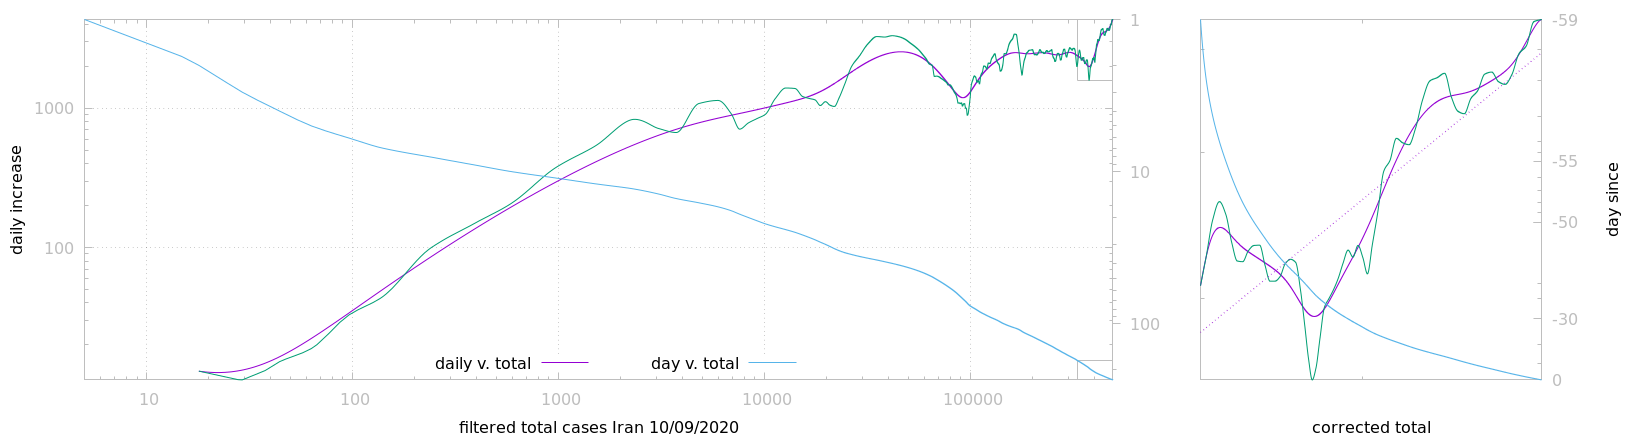 daily increase
1000
100
10
100
1000
10000
100000
filtered total cases Iran 10/09/2020
daily v. total
day v. total
1
10
100
-59
-55
-50
-30
0
day since
corrected total